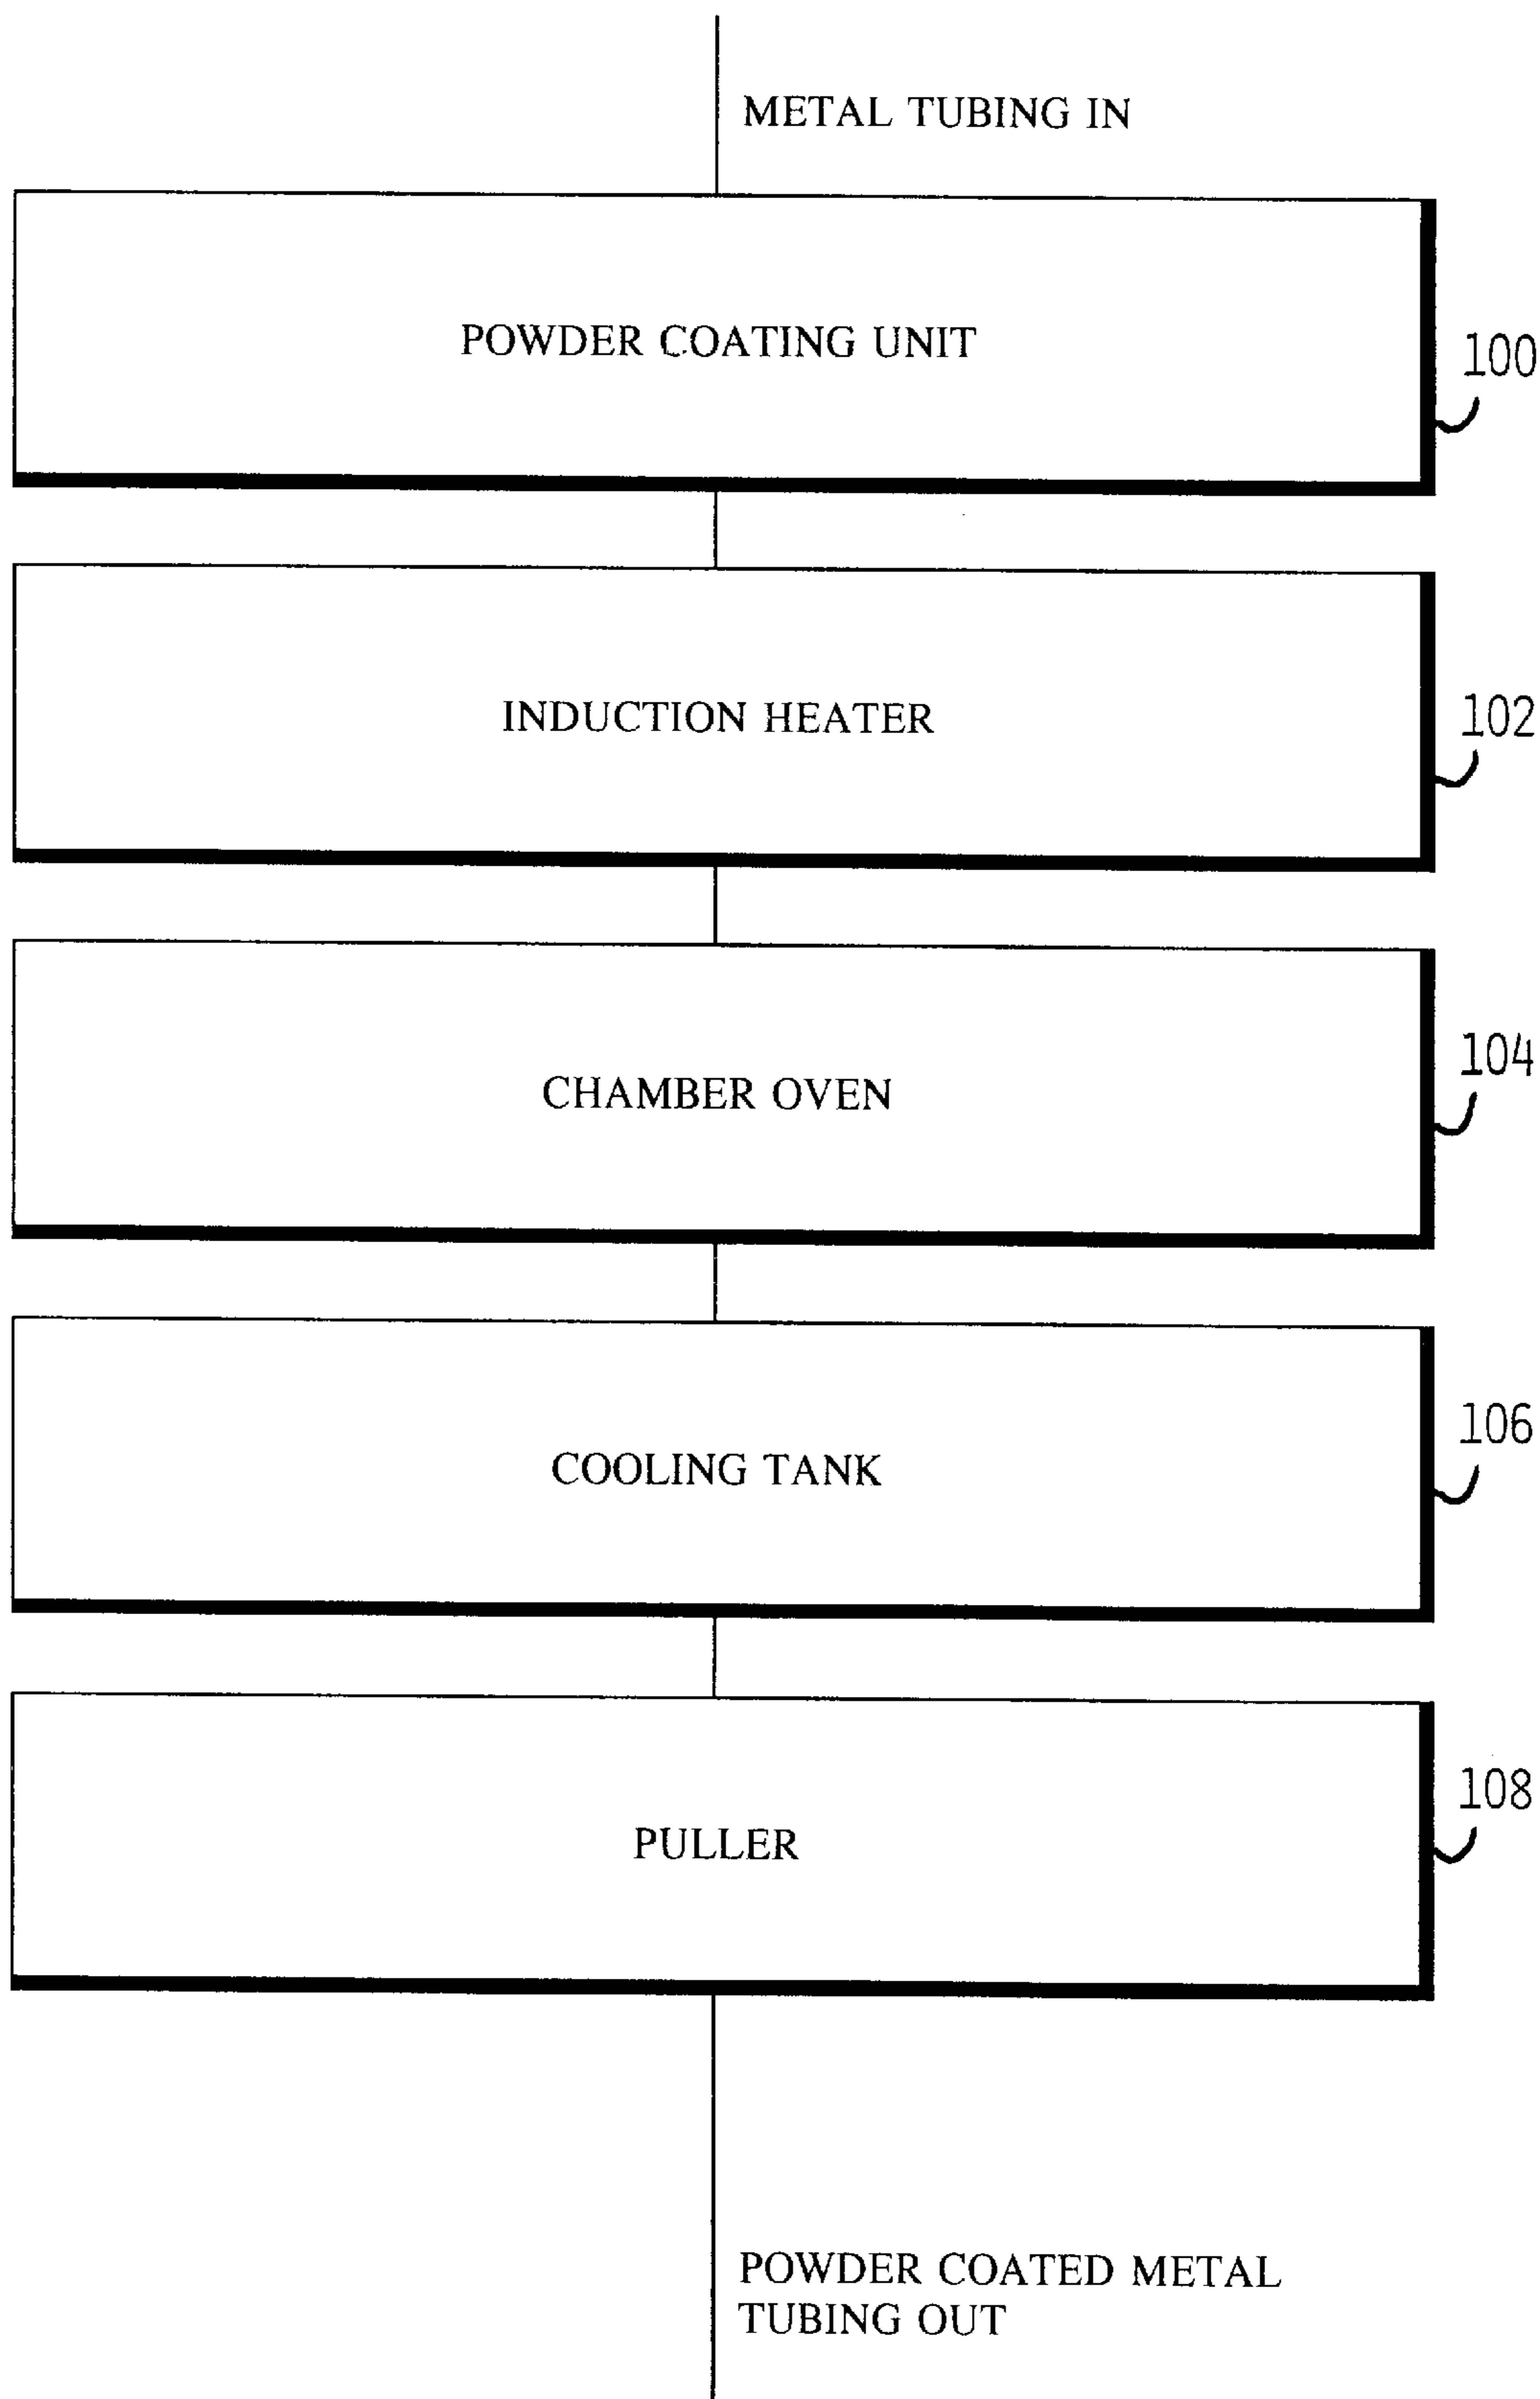 METAL TUBING IN
POWDER COATING UNIT
100
INDUCTION HEATER
102
CHAMBER OVEN
104
COOLING TANK
106
PULLER
108
POWDER COATED METAL
TUBING OUT